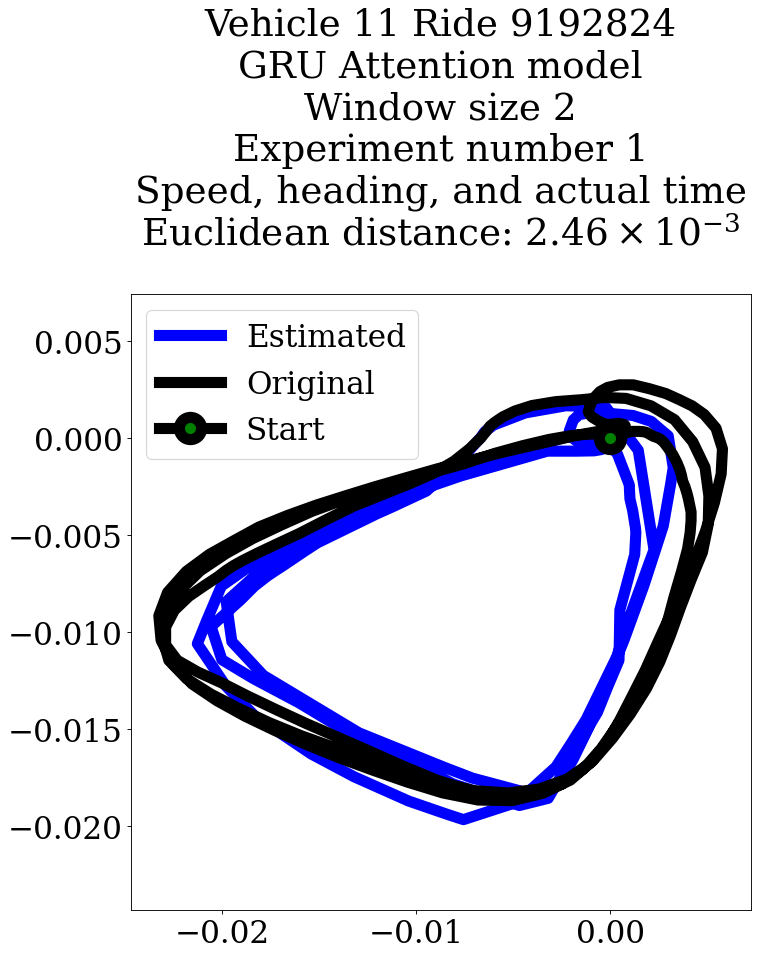 Vehicle 11 Ride 9192824
GRU Attention model
Window size 2
Experiment number 1
Speed, heading, and actual time
Euclidean distance: 2.46 × 10⁻³
Estimated
Original
Start
0.005
0.000
−0.005
−0.010
−0.015
−0.020
−0.02
−0.01
0.00